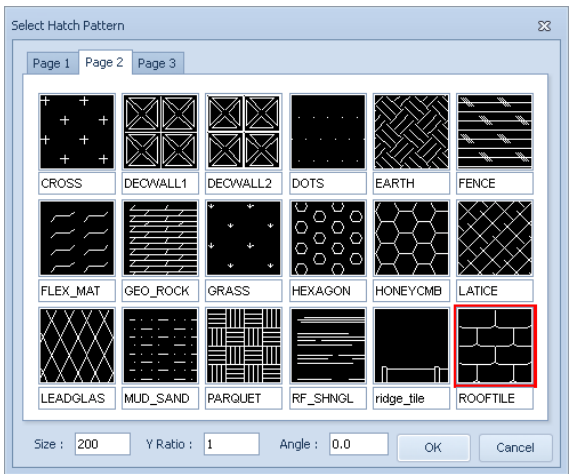 Select Hatch Pattern
Page 1 Page 2 Page 3
CROSS DECWALL1 DECWALL2 DOTS EARTH FENCE
FLEX_MAT GEO_ROCK GRASS HEXAGON HONEYCMB LATICE
LEADGLAS MUD_SAND PARQUET RF_SHNGL ridge_tile ROOFTILE
Size : 200 Y Ratio : 1 Angle : 0.0 OK Cancel